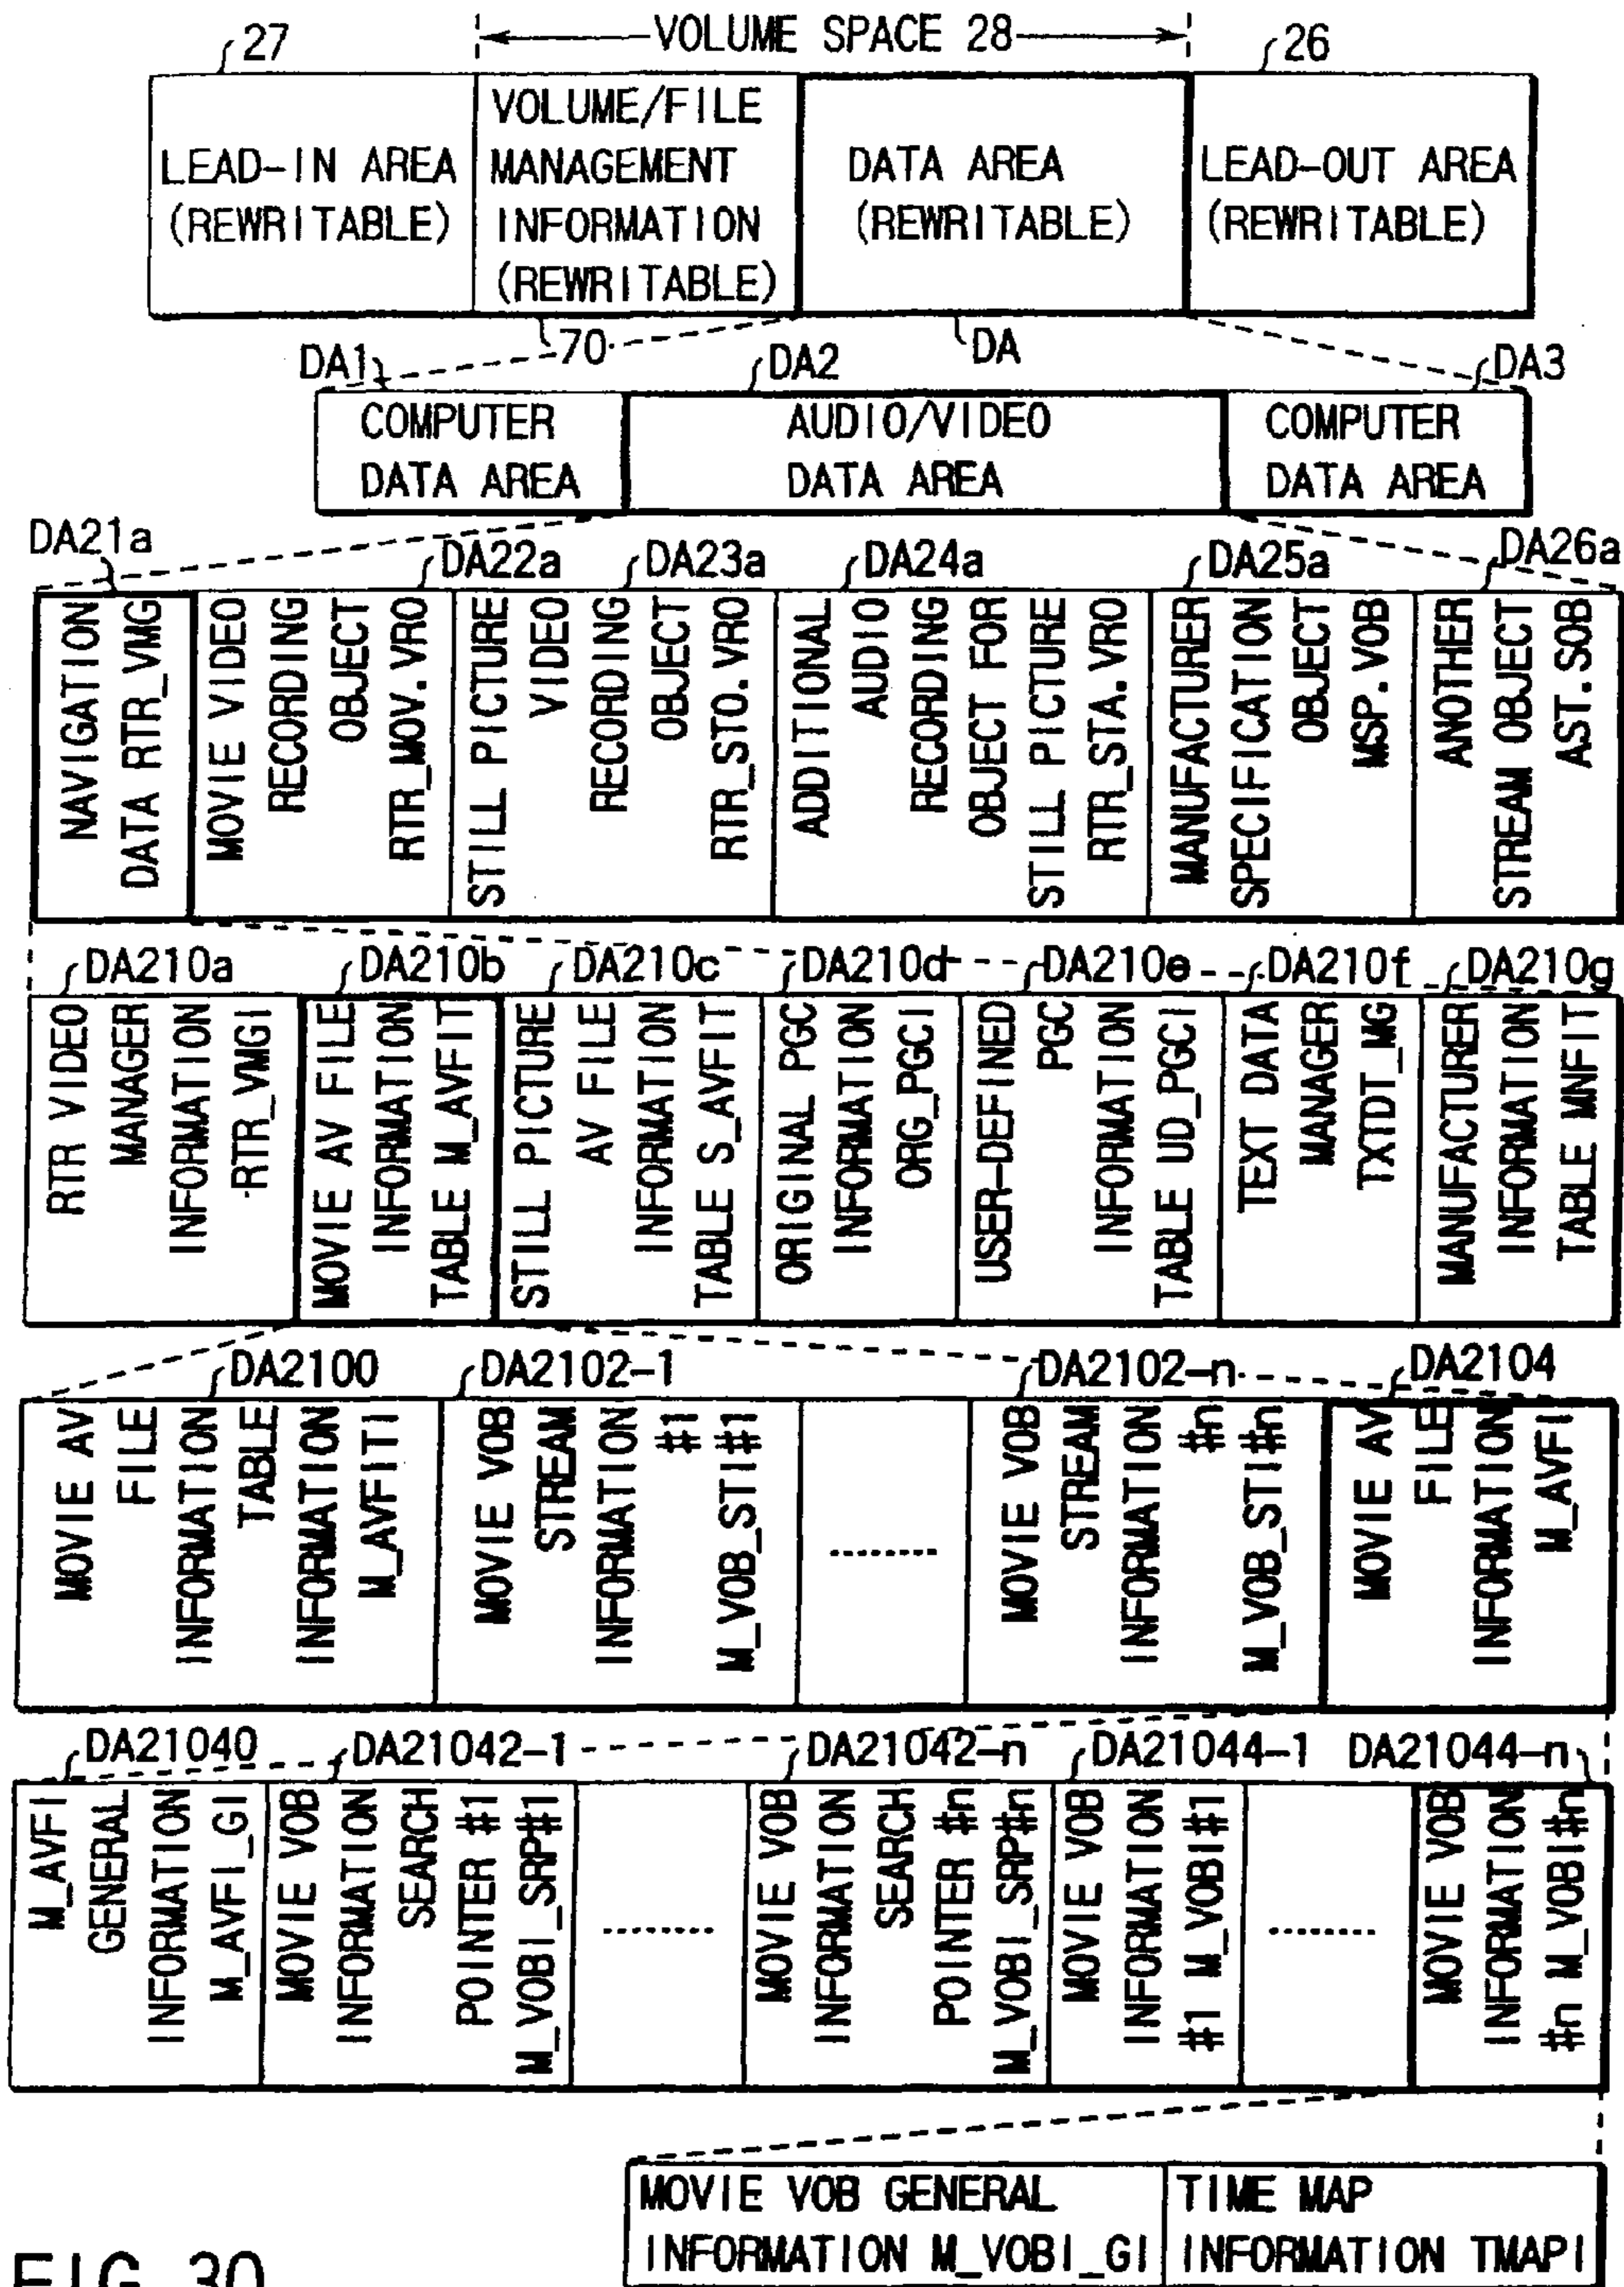 27
VOLUME SPACE 28
26
LEAD-IN AREA
(REWRITABLE)
VOLUME/FILE
MANAGEMENT
INFORMATION
(REWRITABLE)
DATA AREA
(REWRITABLE)
LEAD-OUT AREA
(REWRITABLE)
70
DA
DA1
DA2
DA3
COMPUTER
DATA AREA
AUDIO/VIDEO
DATA AREA
COMPUTER
DATA AREA
DA21a
DA22a
DA23a
DA24a
DA25a
DA26a
NAVIGATION
DATA RTR_VMG
MOVIE VIDEO
RECORDING
OBJECT
RTR_MOV.VRO
STILL PICTURE
VIDEO
RECORDING
OBJECT
RTR_STO.VRO
ADDITIONAL
AUDIO
RECORDING
OBJECT FOR
STILL PICTURE
RTR_STA.VRO
MANUFACTURER
SPECIFICATION
OBJECT
MSP.VOB
ANOTHER
STREAM OBJECT
AST.SOB
DA210a
DA210b
DA210c
DA210d
DA210e
DA210f
DA210g
RTR VIDEO
MANAGER
INFORMATION
RTR_VMGI
MOVIE AV FILE
INFORMATION
TABLE M_AVFIT
STILL PICTURE
AV FILE
INFORMATION
TABLE S_AVFIT
ORIGINAL PGC
INFORMATION
ORG_PGCI
USER-DEFINED
PGC
INFORMATION
TABLE UD_PGCI
TEXT DATA
MANAGER
TXTDT_MG
MANUFACTURER
INFORMATION
TABLE MNFIT
DA2100
DA2102-1
DA2102-n
DA2104
MOVIE AV
FILE
INFORMATION
TABLE
INFORMATION
M_AVFITI
MOVIE VOB
STREAM
INFORMATION
#1
M_VOB_STI#1
.........
MOVIE VOB
STREAM
INFORMATION
#n
M_VOB_STI#n
MOVIE AV
FILE
INFORMATION
M_AVFI
DA21040
DA21042-1
DA21042-n
DA21044-1
DA21044-n
M_AVFI
GENERAL
INFORMATION
M_AVFI_GI
MOVIE VOB
INFORMATION
SEARCH
POINTER #1
M_VOBI_SRP#1
.........
MOVIE VOB
INFORMATION
SEARCH
POINTER #n
M_VOBI_SRP#n
MOVIE VOB
INFORMATION
#1 M_VOBI#1
.........
MOVIE VOB
INFORMATION
#n M_VOBI#n
MOVIE VOB GENERAL
INFORMATION M_VOBI_GI
TIME MAP
INFORMATION TMAPI
FIG. 30